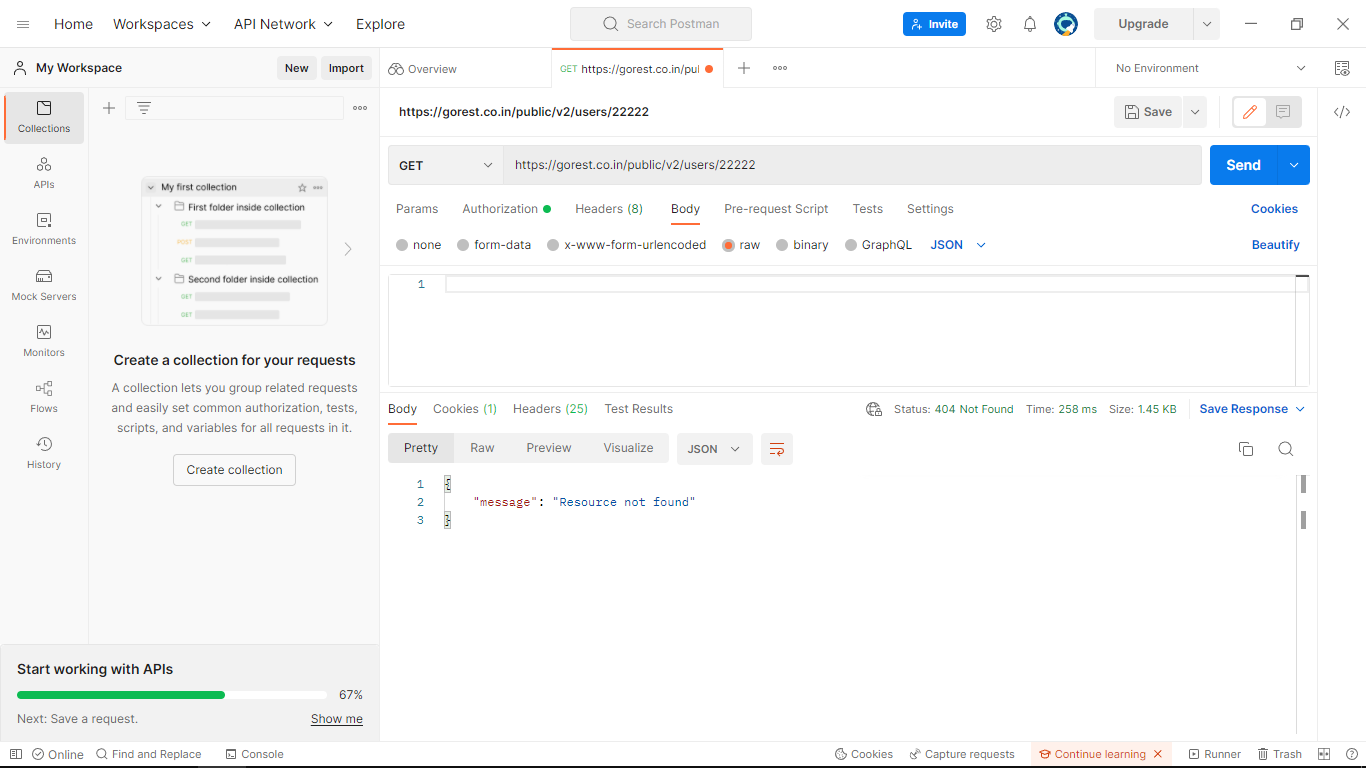 Home Workspaces API Network Explore Search Postman Invite Upgrade
My Workspace New Import Overview GET https://gorest.co.in/pul No Environment
Collections
APIs
Environments
Mock Servers
Monitors
Flows
History
My first collection
First folder inside collection
GET
POST
GET
Second folder inside collection
GET
GET
Create a collection for your requests
A collection lets you group related requests
and easily set common authorization, tests,
scripts, and variables for all requests in it.
Create collection
Start working with APIs
67%
Next: Save a request. Show me
https://gorest.co.in/public/v2/users/22222 Save
GET https://gorest.co.in/public/v2/users/22222 Send
Params Authorization Headers (8) Body Pre-request Script Tests Settings Cookies
none form-data x-www-form-urlencoded raw binary GraphQL JSON Beautify
1
Body Cookies (1) Headers (25) Test Results Status: 404 Not Found Time: 258 ms Size: 1.45 KB Save Response
Pretty Raw Preview Visualize JSON
1 {
2 "message": "Resource not found"
3 }
Online Find and Replace Console Cookies Capture requests Continue learning Runner Trash